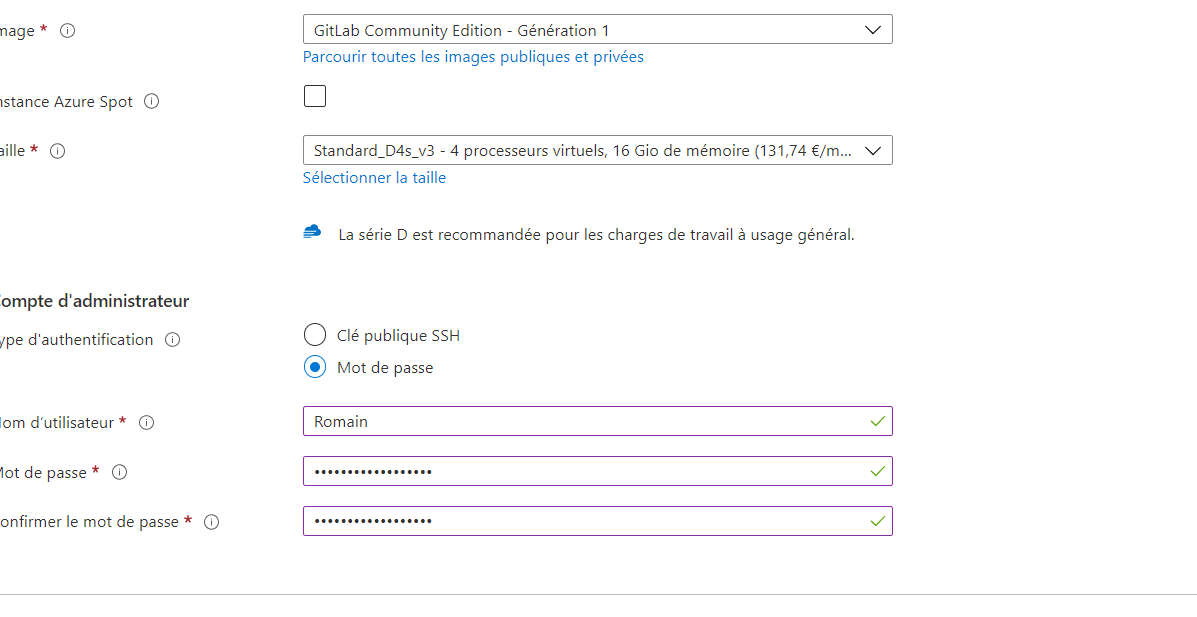 mage *
GitLab Community Edition - Génération 1
Parcourir toutes les images publiques et privées
nstance Azure Spot
aille *
Standard_D4s_v3 - 4 processeurs virtuels, 16 Gio de mémoire (131,74 €/m...
Sélectionner la taille
La série D est recommandée pour les charges de travail à usage général.
ompte d'administrateur
ype d'authentification
Clé publique SSH
Mot de passe
om d'utilisateur *
Romain
Mot de passe *
••••••••••••••••••
onfirmer le mot de passe *
••••••••••••••••••